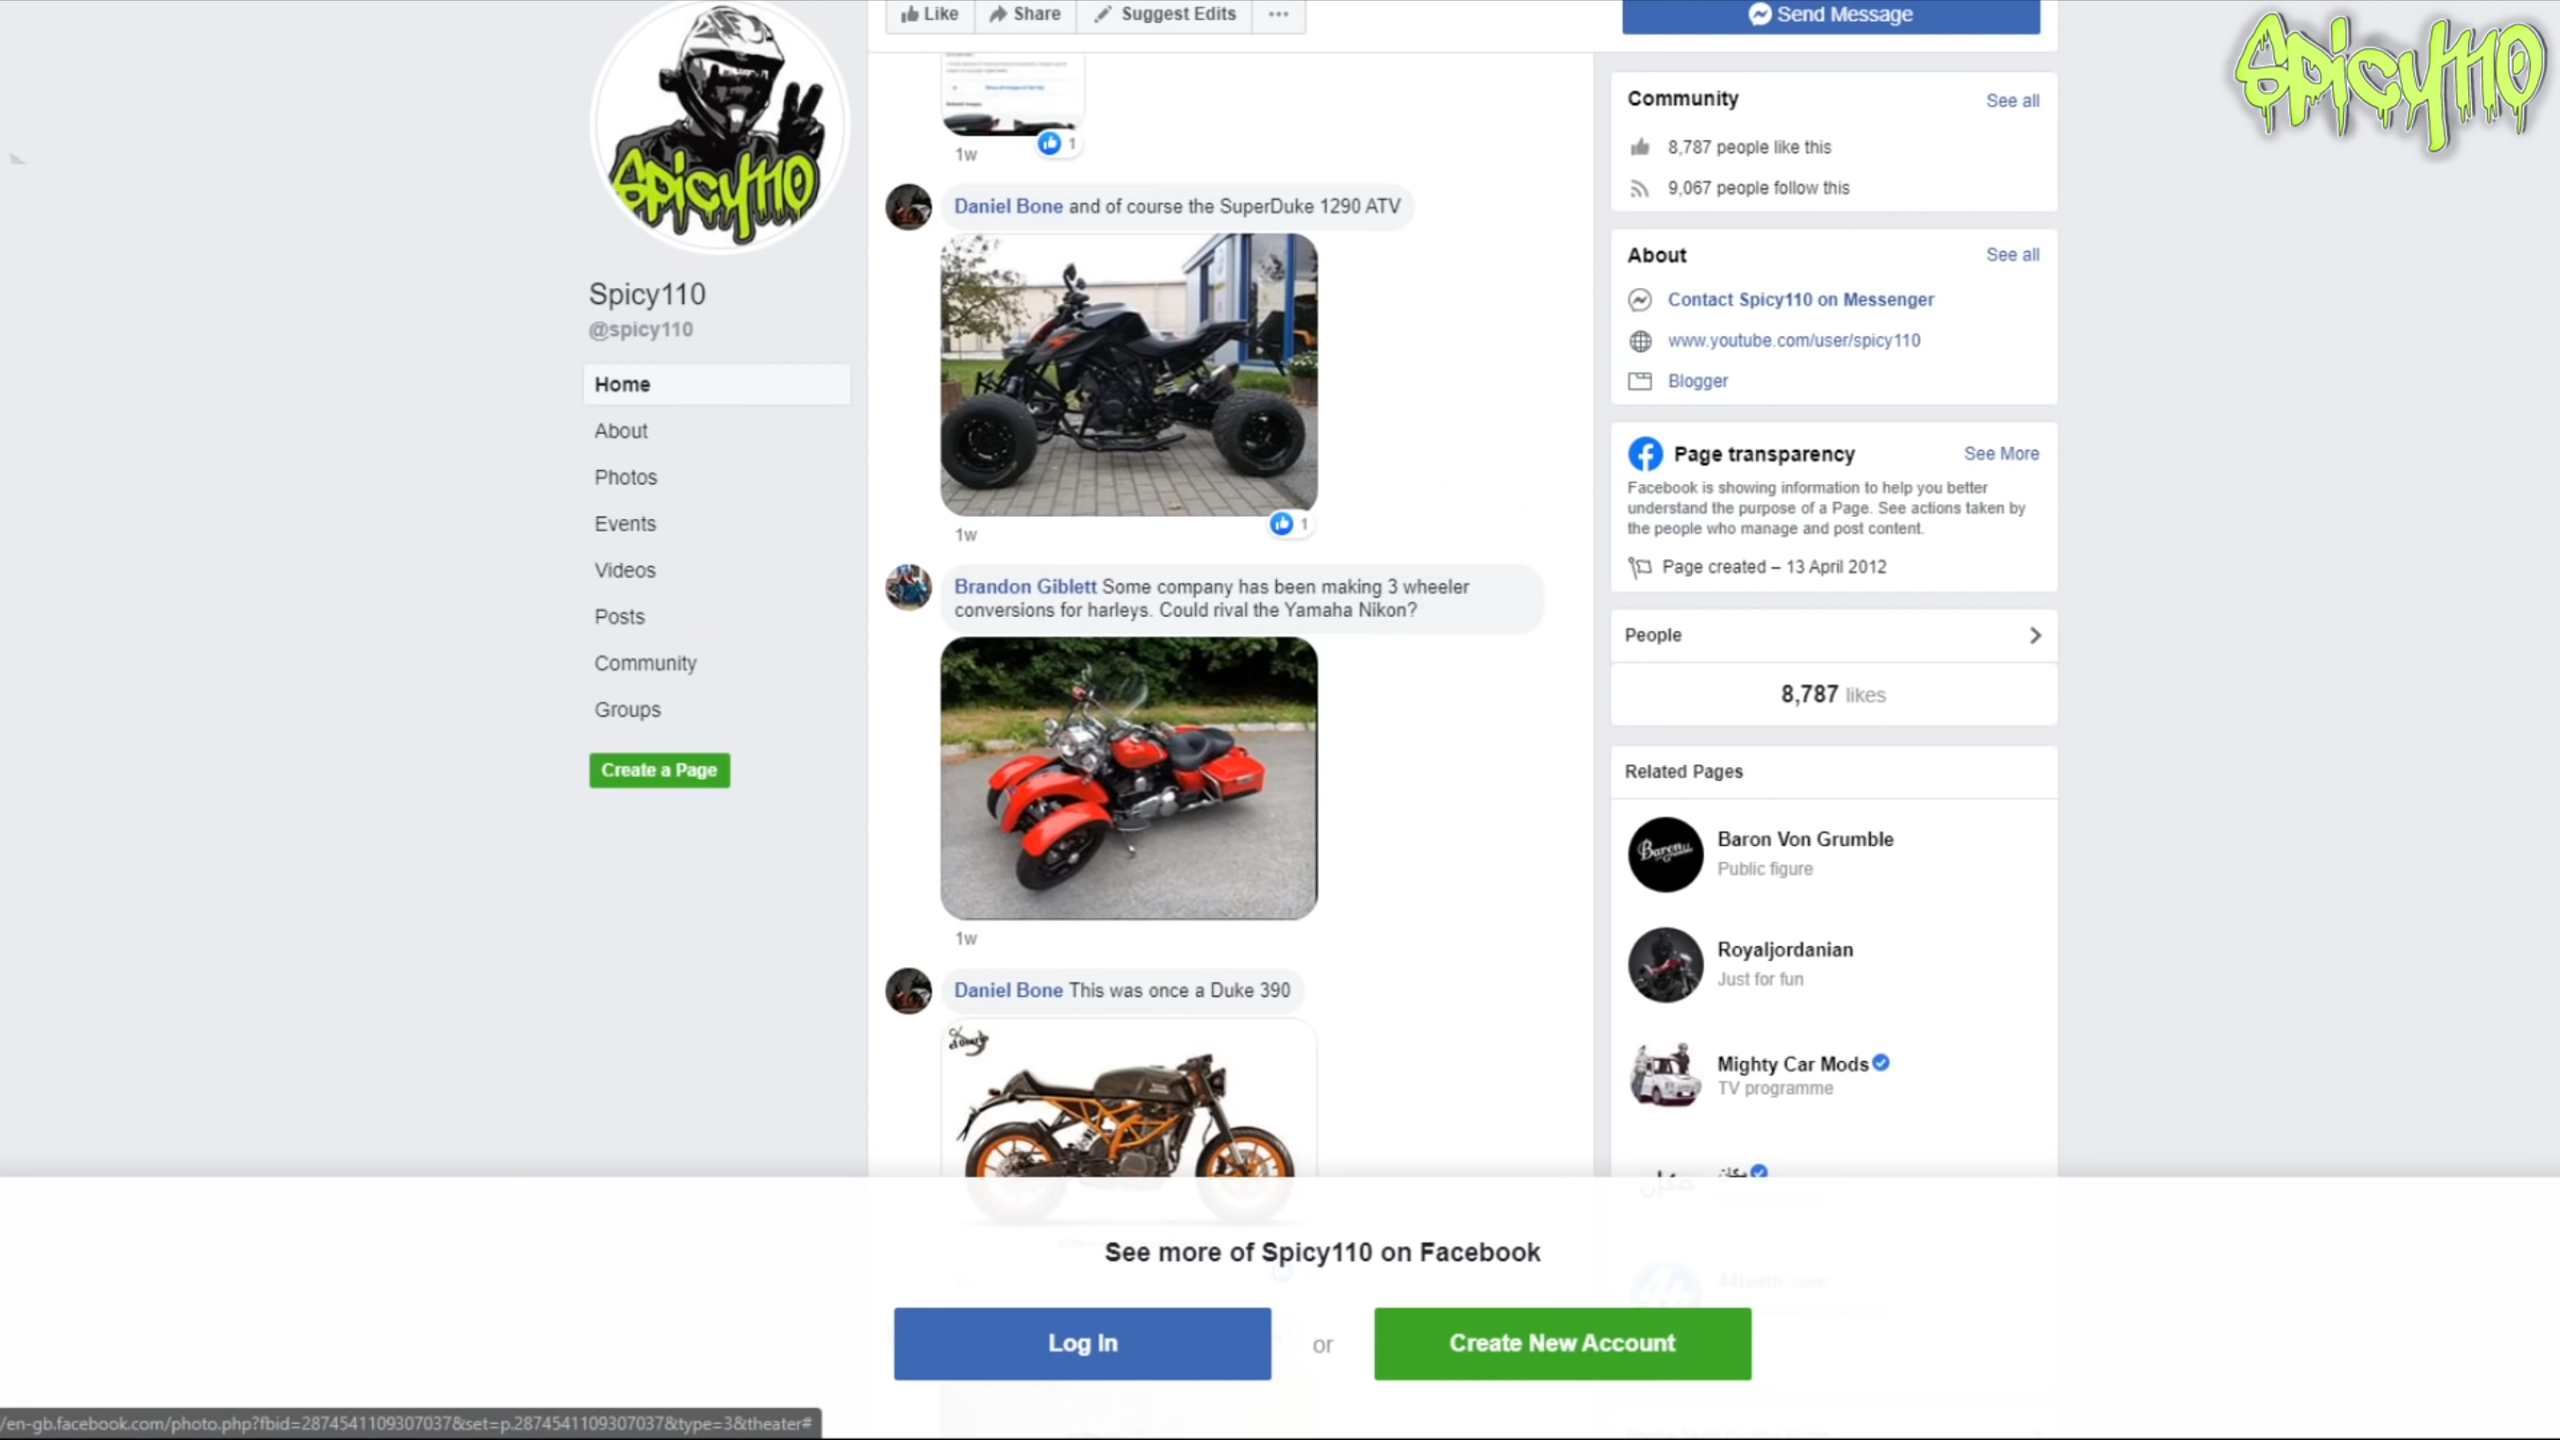 Like
Share
Suggest Edits
Send Message
Spicy110
Spicy110
Spicy110
@spicy110
Home
About
Photos
Events
Videos
Posts
Community
Groups
Create a Page
1
1w
Daniel Bone and of course the SuperDuke 1290 ATV
1
1w
Brandon Giblett Some company has been making 3 wheeler
conversions for harleys. Could rival the Yamaha Nikon?
1w
Daniel Bone This was once a Duke 390
Community
See all
8,787 people like this
9,067 people follow this
About
See all
Contact Spicy110 on Messenger
www.youtube.com/user/spicy110
Blogger
Page transparency
See More
Facebook is showing information to help you better
understand the purpose of a Page. See actions taken by
the people who manage and post content.
Page created – 13 April 2012
People
8,787 likes
Related Pages
Baron Von Grumble
Public figure
Royaljordanian
Just for fun
Mighty Car Mods
TV programme
See more of Spicy110 on Facebook
Log In
or
Create New Account
/en-gb.facebook.com/photo.php?fbid=2874541109307037&set=p.2874541109307037&type=3&theater#